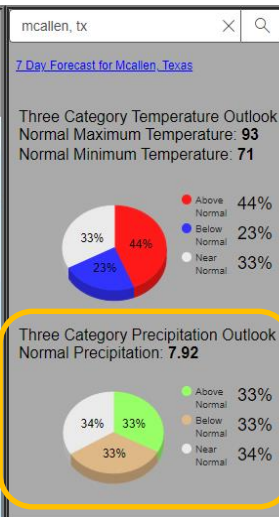 mcallen, tx
7 Day Forecast for Mcallen, Texas
Three Category Temperature Outlook
Normal Maximum Temperature: 93
Normal Minimum Temperature: 71
33%
44%
23%
Above Normal 44%
Below Normal 23%
Near Normal 33%
Three Category Precipitation Outlook
Normal Precipitation: 7.92
34%
33%
33%
Above Normal 33%
Below Normal 33%
Near Normal 34%